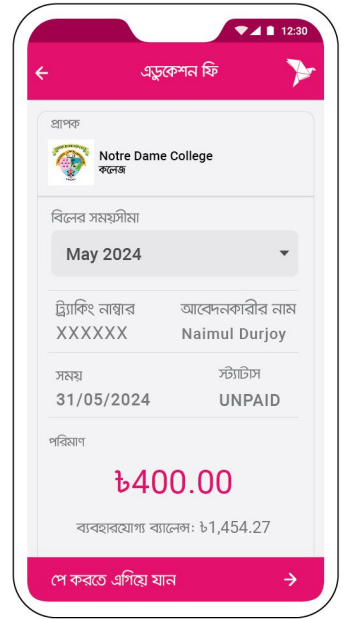 12:30
এডুকেশন ফি
প্রাপক
Notre Dame College
কলেজ
বিলের সময়সীমা
May 2024
ট্র্যাকিং নাম্বার আবেদনকারীর নাম
XXXXXX Naimul Durjoy
সময় স্ট্যাটাস
31/05/2024 UNPAID
পরিমাণ
৳400.00
ব্যবহারযোগ্য ব্যালেন্স: ৳1,454.27
পে করতে এগিয়ে যান